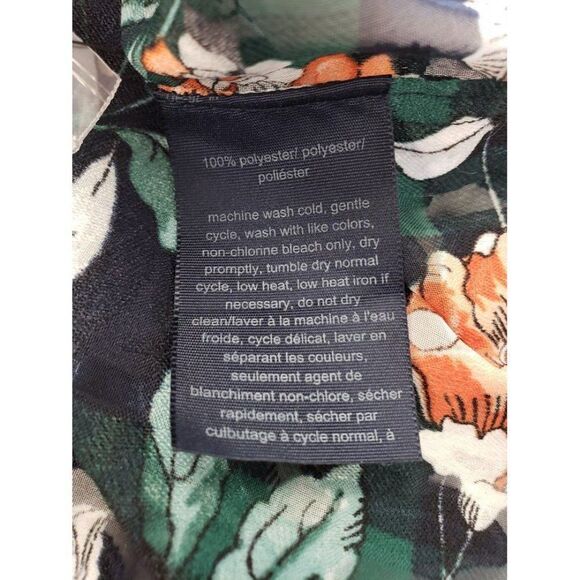 100% polyester/ polyester/
poliéster
machine wash cold, gentle
cycle, wash with like colors,
non-chlorine bleach only, dry
promptly, tumble dry normal
cycle, low heat, low heat iron if
necessary, do not dry
clean/laver à la machine à l'eau
froide, cycle délicat, laver en
séparant les couleurs,
seulement agent de
blanchiment non-chlore, sécher
rapidement, sécher par
culbutage à cycle normal, à